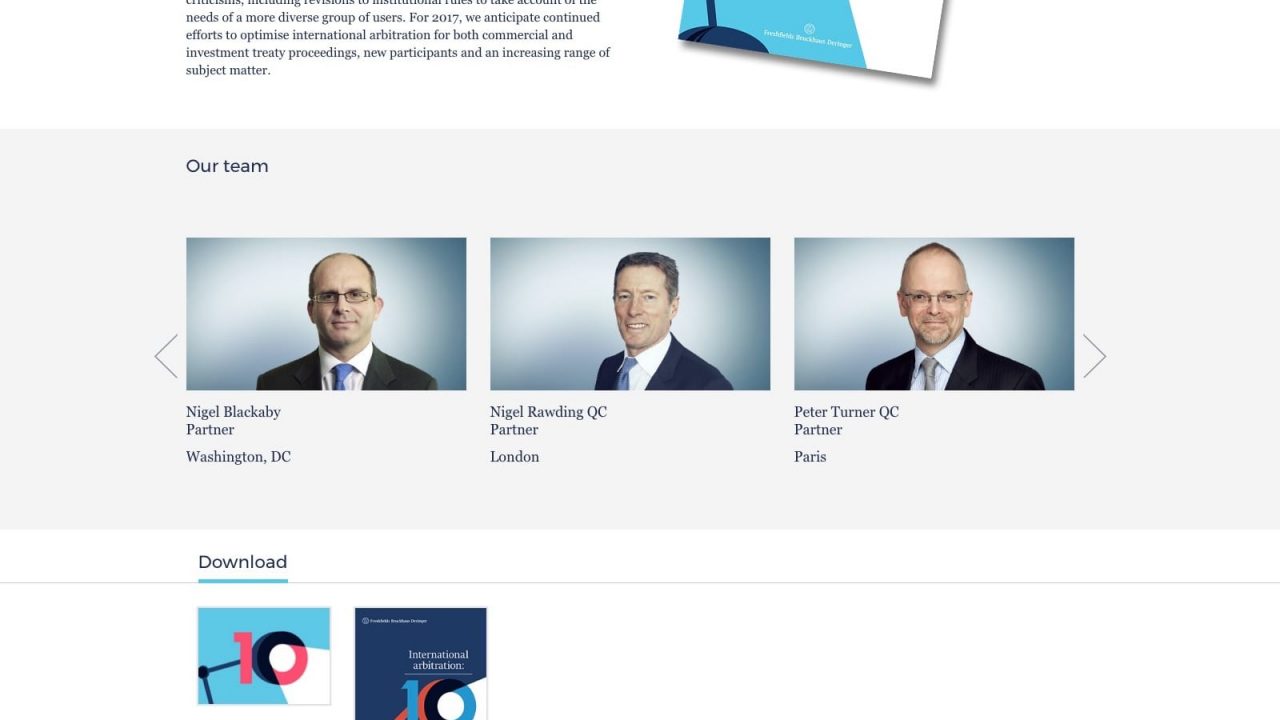 criticisms, including revisions to institutional rules to take account of the
needs of a more diverse group of users. For 2017, we anticipate continued
efforts to optimise international arbitration for both commercial and
investment treaty proceedings, new participants and an increasing range of
subject matter.
Freshfields Bruckhaus Deringer
Our team
Nigel Blackaby
Partner
Washington, DC
Nigel Rawding QC
Partner
London
Peter Turner QC
Partner
Paris
Download
10
Freshfields Bruckhaus Deringer
International
arbitration:
10